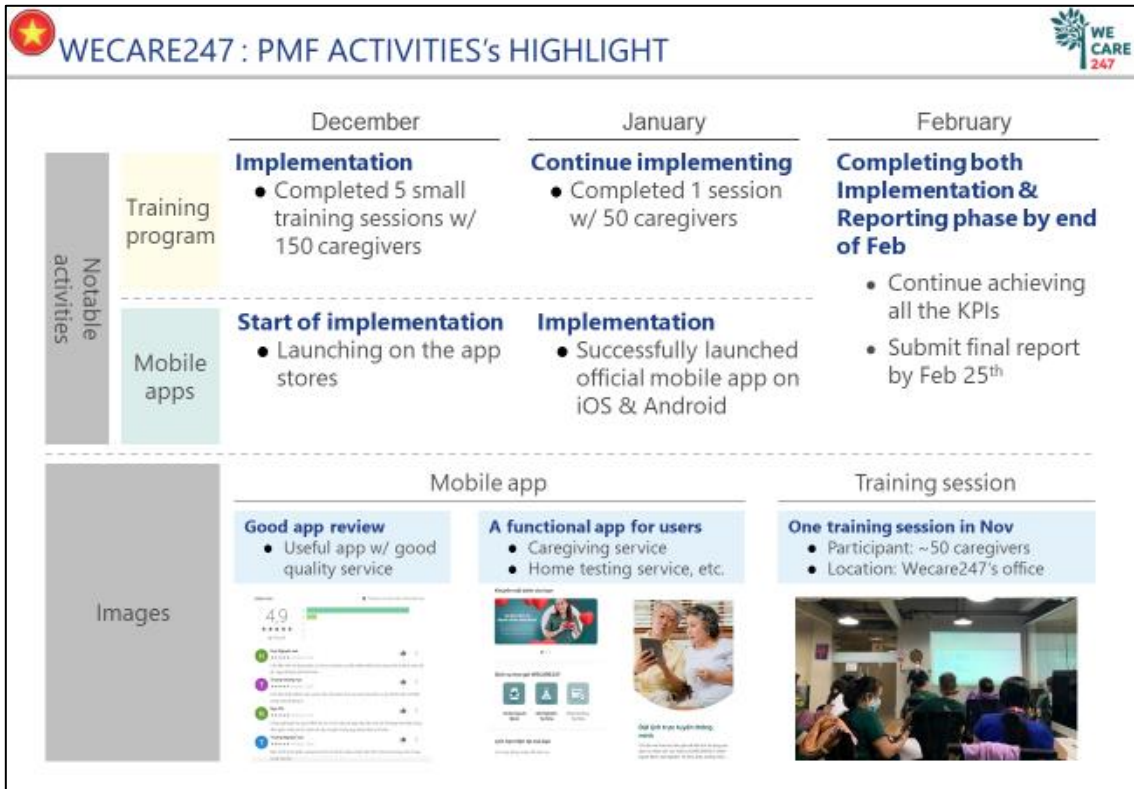 WECARE247 : PMF ACTIVITIES's HIGHLIGHT
WE
CARE
247
December
January
February
Notable
activities
Training
program
Implementation
● Completed 5 small
training sessions w/
150 caregivers
Continue implementing
● Completed 1 session
w/ 50 caregivers
Completing both
Implementation &
Reporting phase by end
of Feb
● Continue achieving
all the KPIs
● Submit final report
by Feb 25th
Mobile
apps
Start of implementation
● Launching on the app
stores
Implementation
● Successfully launched
official mobile app on
iOS & Android
Images
Mobile app
Training session
Good app review
● Useful app w/ good
quality service
A functional app for users
● Caregiving service
● Home testing service, etc.
One training session in Nov
● Participant: ~50 caregivers
● Location: Wecare247's office
4.9